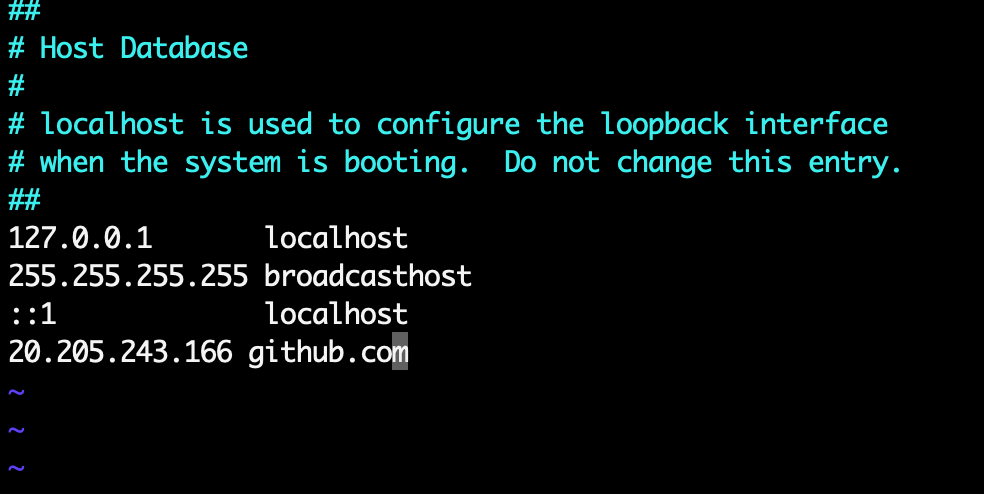 ##
# Host Database
#
# localhost is used to configure the loopback interface
# when the system is booting.  Do not change this entry.
##
127.0.0.1       localhost
255.255.255.255 broadcasthost
::1             localhost
20.205.243.166 github.com
~
~
~